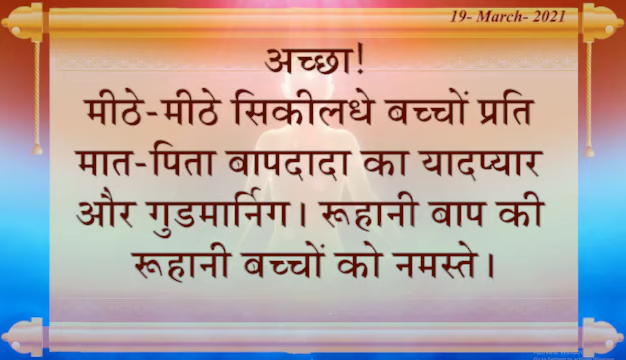 19- March- 2021
अच्छा!
मीठे-मीठे सिकीलधे बच्चों प्रति
मात-पिता बापदादा का यादप्यार
और गुडमार्निग। रूहानी बाप की
रूहानी बच्चों को नमस्ते।